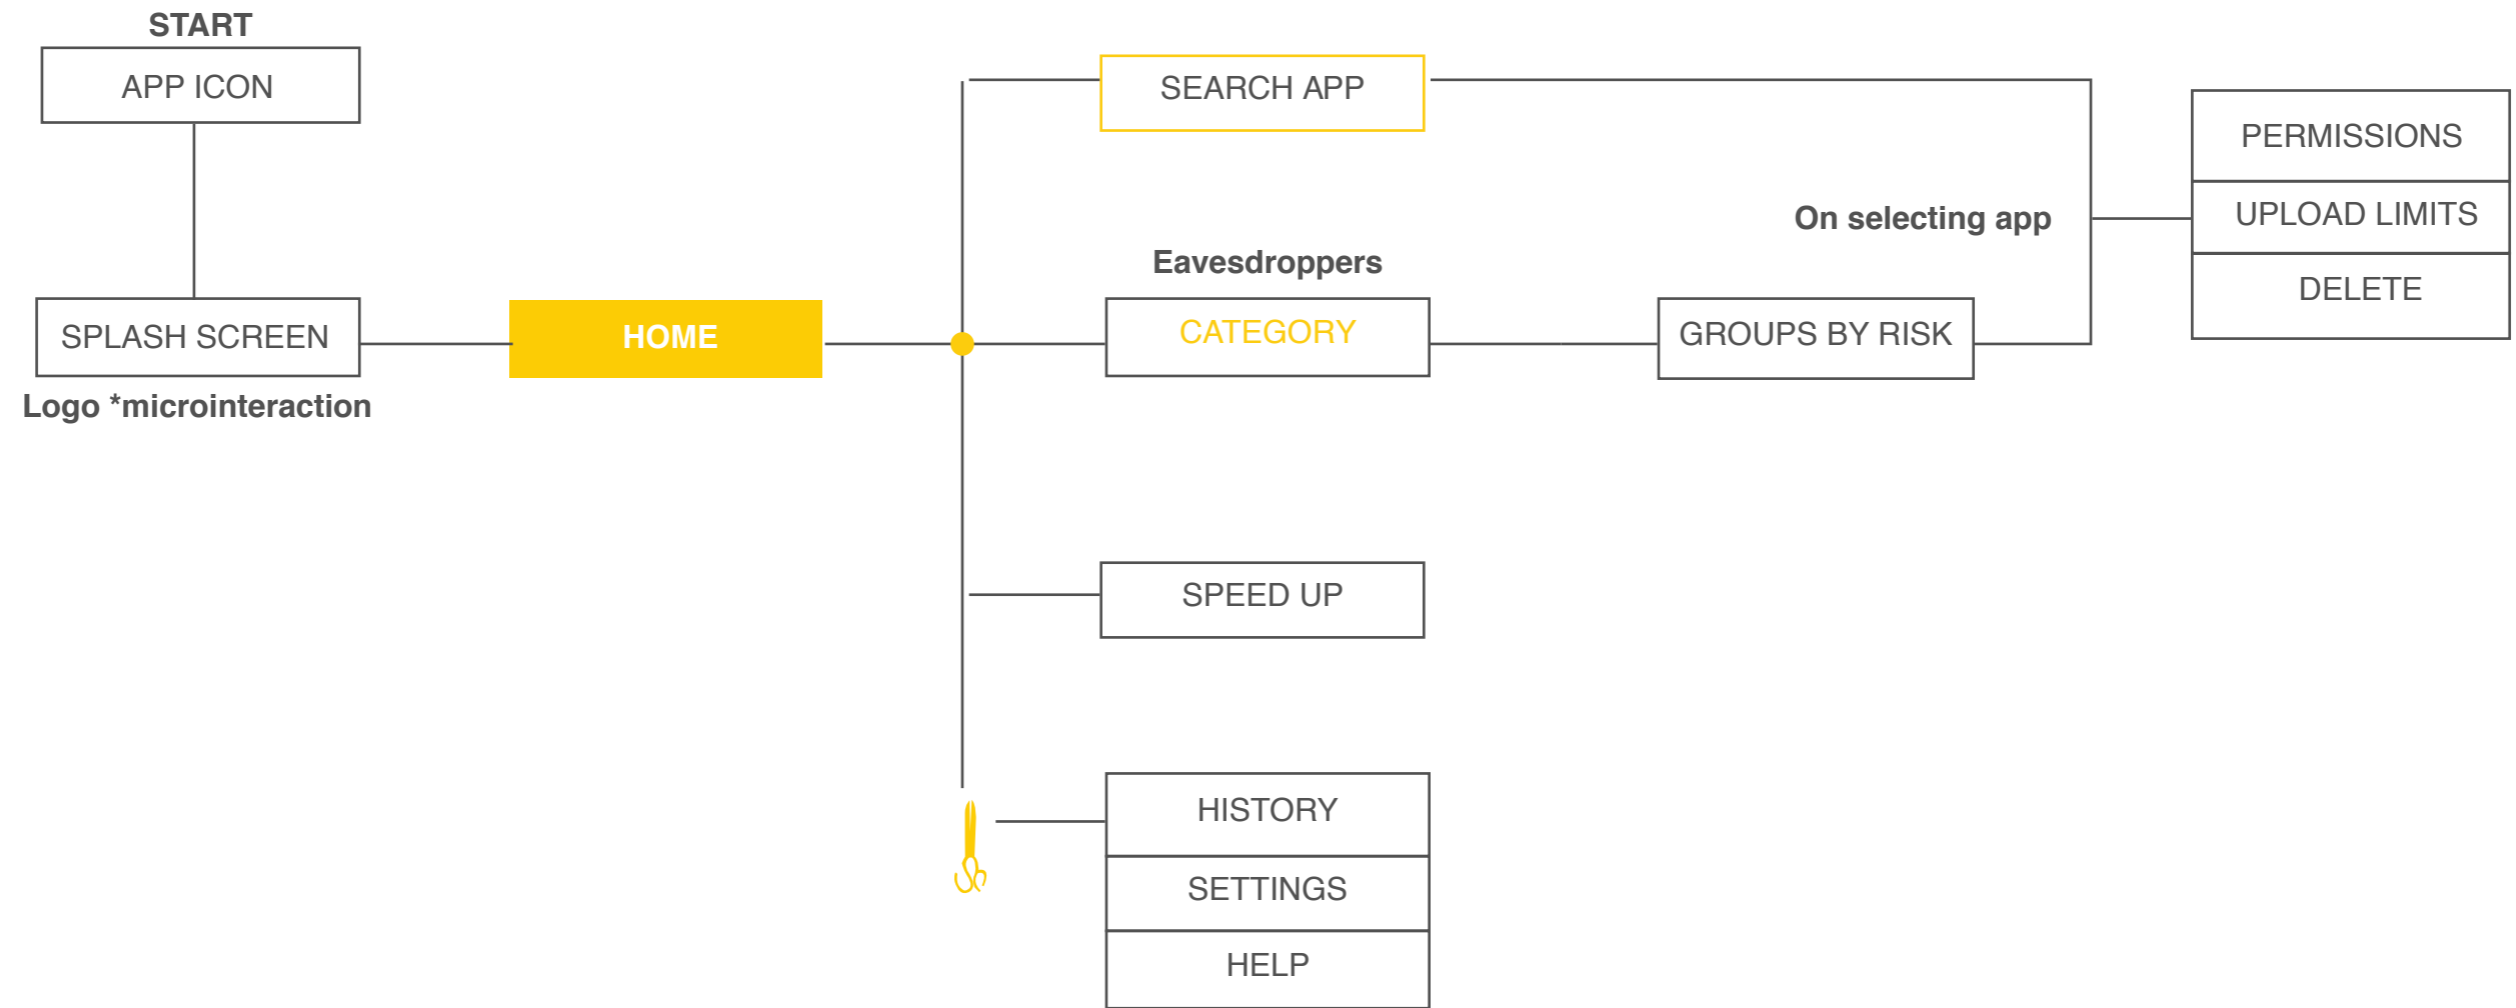 START
APP ICON
SPLASH SCREEN
Logo *microinteraction
HOME
SEARCH APP
Eavesdroppers
CATEGORY
GROUPS BY RISK
On selecting app
PERMISSIONS
UPLOAD LIMITS
DELETE
SPEED UP
HISTORY
SETTINGS
HELP